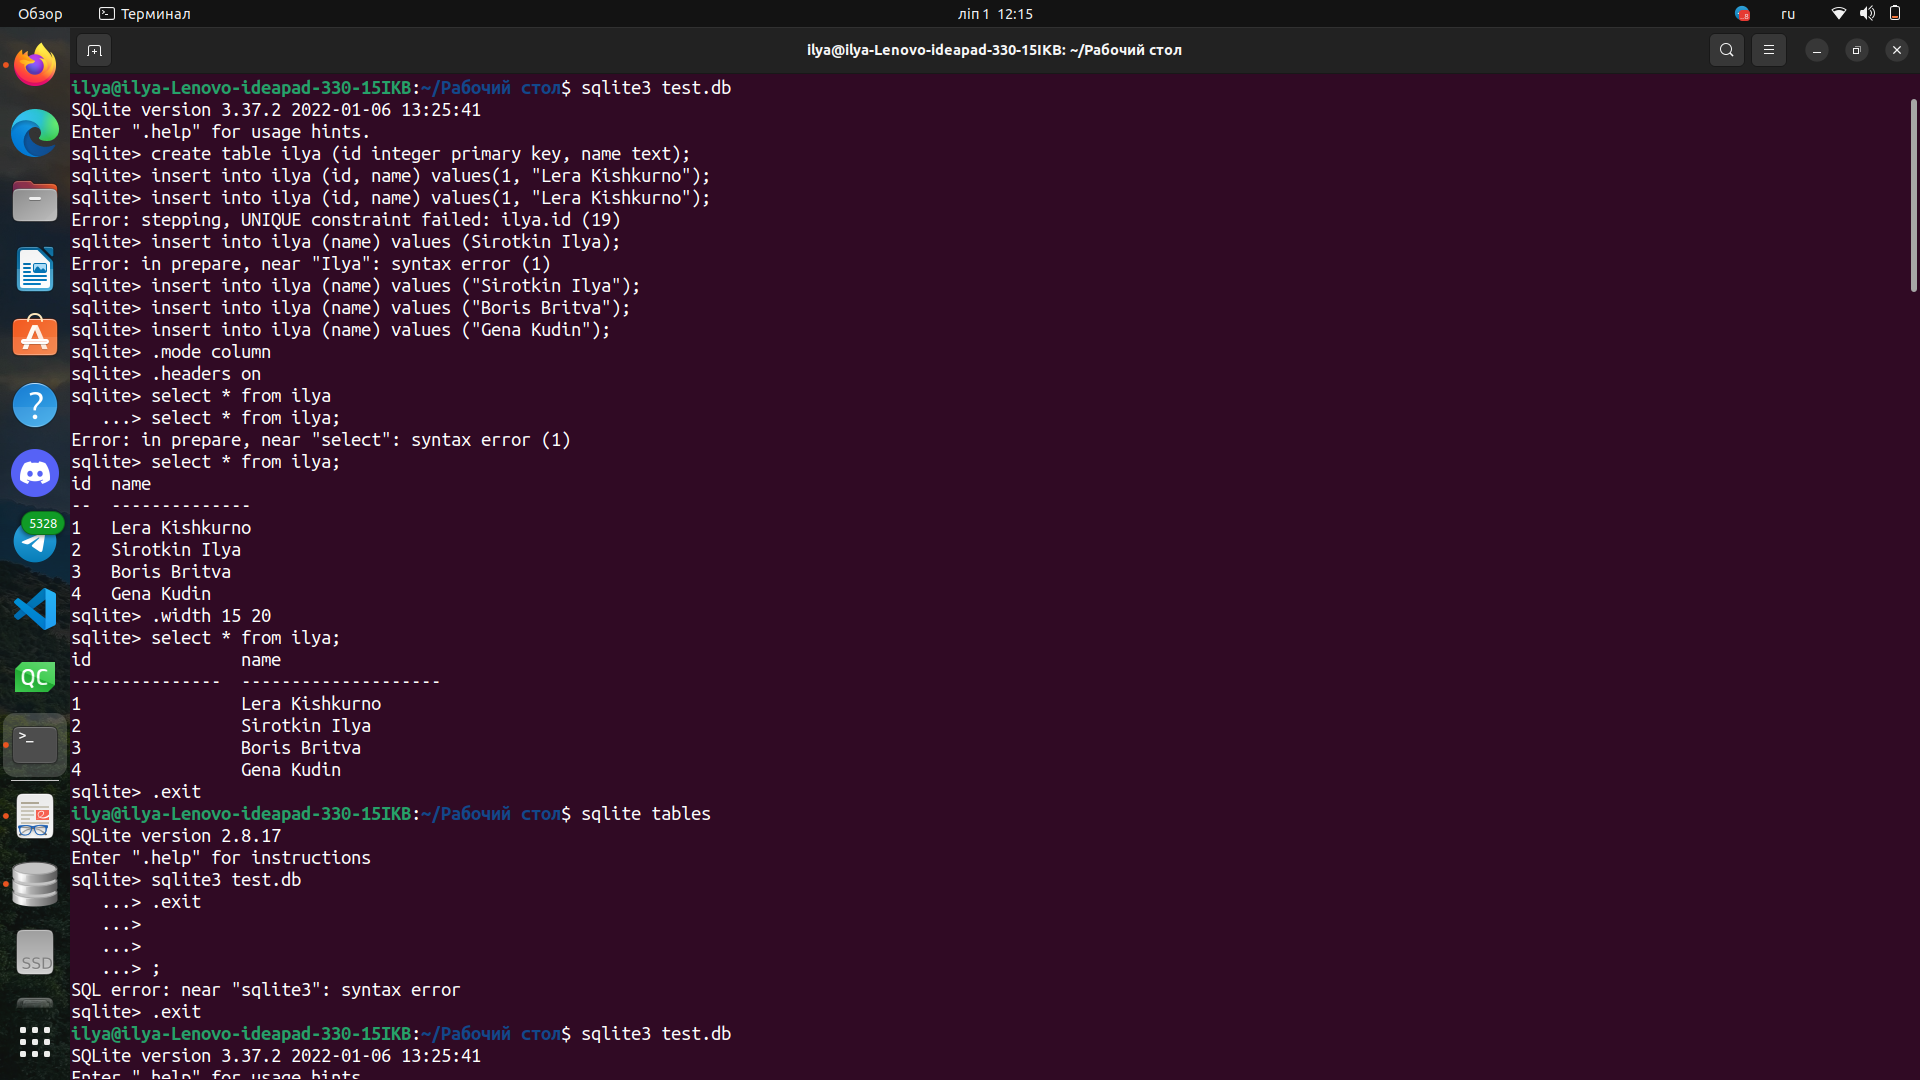 Обзор
Терминал
ліп 1 12:15
ru
ilya@ilya-Lenovo-ideapad-330-15IKB: ~/Рабочий стол
ilya@ilya-Lenovo-ideapad-330-15IKB:~/Рабочий стол$ sqlite3 test.db
SQLite version 3.37.2 2022-01-06 13:25:41
Enter ".help" for usage hints.
sqlite> create table ilya (id integer primary key, name text);
sqlite> insert into ilya (id, name) values(1, "Lera Kishkurno");
sqlite> insert into ilya (id, name) values(1, "Lera Kishkurno");
Error: stepping, UNIQUE constraint failed: ilya.id (19)
sqlite> insert into ilya (name) values (Sirotkin Ilya);
Error: in prepare, near "Ilya": syntax error (1)
sqlite> insert into ilya (name) values ("Sirotkin Ilya");
sqlite> insert into ilya (name) values ("Boris Britva");
sqlite> insert into ilya (name) values ("Gena Kudin");
sqlite> .mode column
sqlite> .headers on
sqlite> select * from ilya
   ...> select * from ilya;
Error: in prepare, near "select": syntax error (1)
sqlite> select * from ilya;
id  name
--  --------------
1   Lera Kishkurno
2   Sirotkin Ilya
3   Boris Britva
4   Gena Kudin
sqlite> .width 15 20
sqlite> select * from ilya;
id               name
---------------  --------------------
1                Lera Kishkurno
2                Sirotkin Ilya
3                Boris Britva
4                Gena Kudin
sqlite> .exit
ilya@ilya-Lenovo-ideapad-330-15IKB:~/Рабочий стол$ sqlite tables
SQLite version 2.8.17
Enter ".help" for instructions
sqlite> sqlite3 test.db
   ...> .exit
   ...>
   ...>
   ...> ;
SQL error: near "sqlite3": syntax error
sqlite> .exit
ilya@ilya-Lenovo-ideapad-330-15IKB:~/Рабочий стол$ sqlite3 test.db
SQLite version 3.37.2 2022-01-06 13:25:41
Enter ".help" for usage hints.
5328
QC
>_
SSD